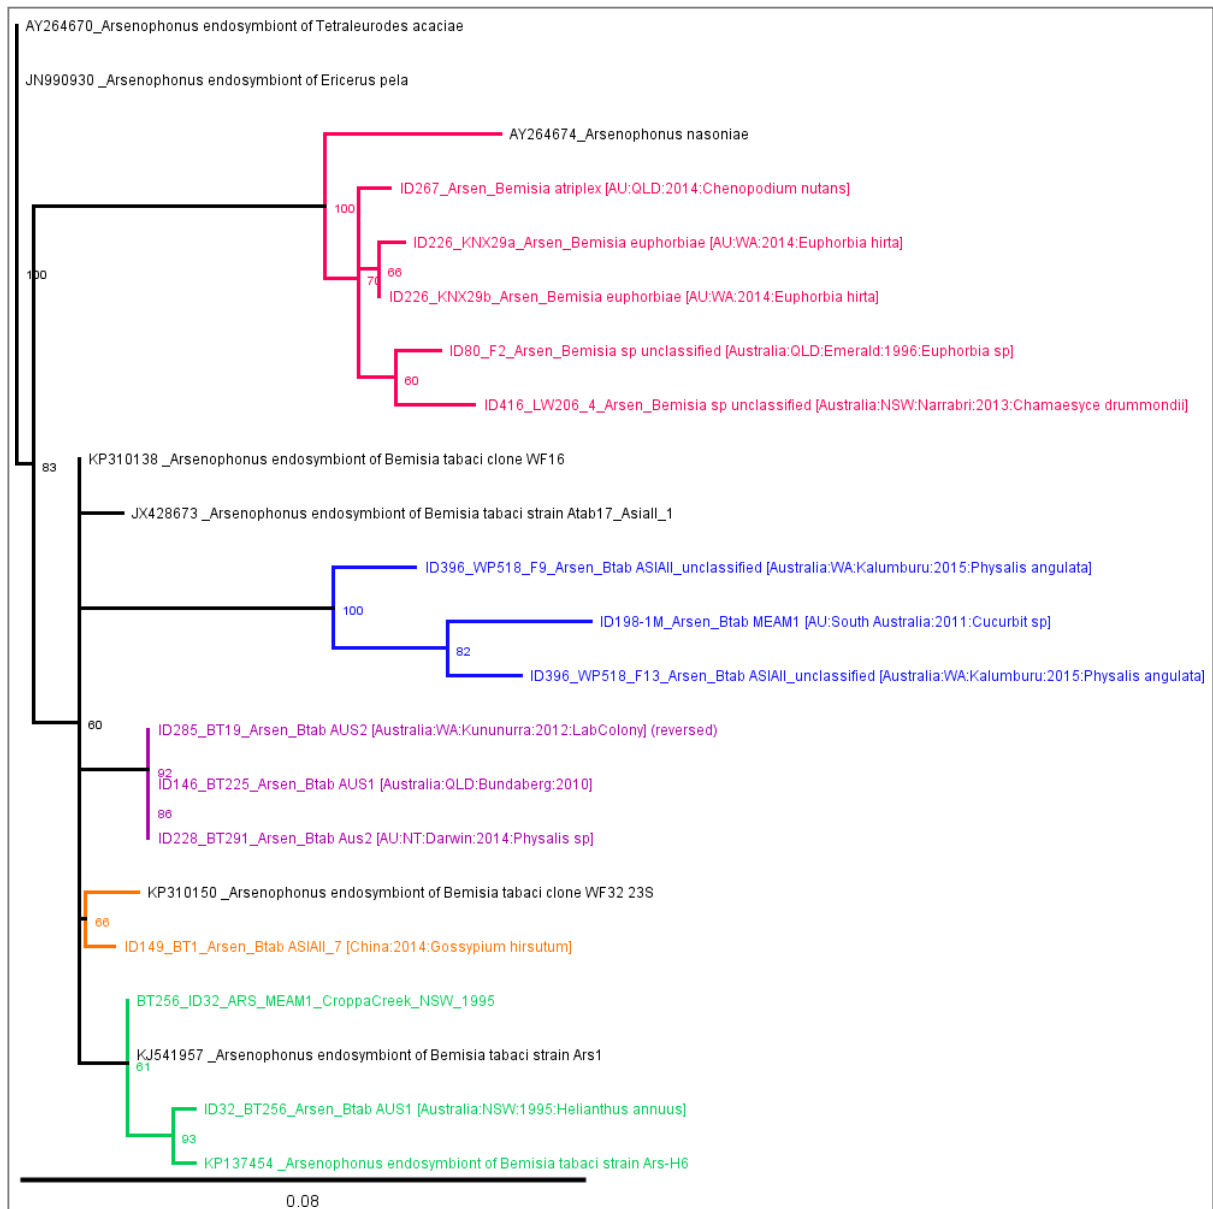 AY264670_Arsenophonus endosymbiont of Tetraleurodes acaciae
JN990930 _Arsenophonus endosymbiont of Ericerus pela
AY264674_Arsenophonus nasoniae
ID267_Arsen_Bemisia atriplex [AU:QLD:2014:Chenopodium nutans]
100
ID226_KNX29a_Arsen_Bemisia euphorbiae [AU:WA:2014:Euphorbia hirta]
100
70
66
ID226_KNX29b_Arsen_Bemisia euphorbiae [AU:WA:2014:Euphorbia hirta]
ID80_F2_Arsen_Bemisia sp unclassified [Australia:QLD:Emerald:1996:Euphorbia sp]
60
ID416_LW206_4_Arsen_Bemisia sp unclassified [Australia:NSW:Narrabri:2013:Chamaesyce drummondii]
KP310138 _Arsenophonus endosymbiont of Bemisia tabaci clone WF16
83
JX428673 _Arsenophonus endosymbiont of Bemisia tabaci strain Atab17_AsiaII_1
ID396_WP518_F9_Arsen_Btab ASIAII_unclassified [Australia:WA:Kalumburu:2015:Physalis angulata]
100
ID198-1M_Arsen_Btab MEAM1 [AU:South Australia:2011:Cucurbit sp]
82
ID396_WP518_F13_Arsen_Btab ASIAII_unclassified [Australia:WA:Kalumburu:2015:Physalis angulata]
60
ID285_BT19_Arsen_Btab AUS2 [Australia:WA:Kununurra:2012:LabColony] (reversed)
92
ID146_BT225_Arsen_Btab AUS1 [Australia:QLD:Bundaberg:2010]
86
ID228_BT291_Arsen_Btab Aus2 [AU:NT:Darwin:2014:Physalis sp]
KP310150 _Arsenophonus endosymbiont of Bemisia tabaci clone WF32 23S
66
ID149_BT1_Arsen_Btab ASIAII_7 [China:2014:Gossypium hirsutum]
BT256_ID32_ARS_MEAM1_CroppaCreek_NSW_1995
KJ541957 _Arsenophonus endosymbiont of Bemisia tabaci strain Ars1
61
ID32_BT256_Arsen_Btab AUS1 [Australia:NSW:1995:Helianthus annuus]
93
KP137454 _Arsenophonus endosymbiont of Bemisia tabaci strain Ars-H6
0.08